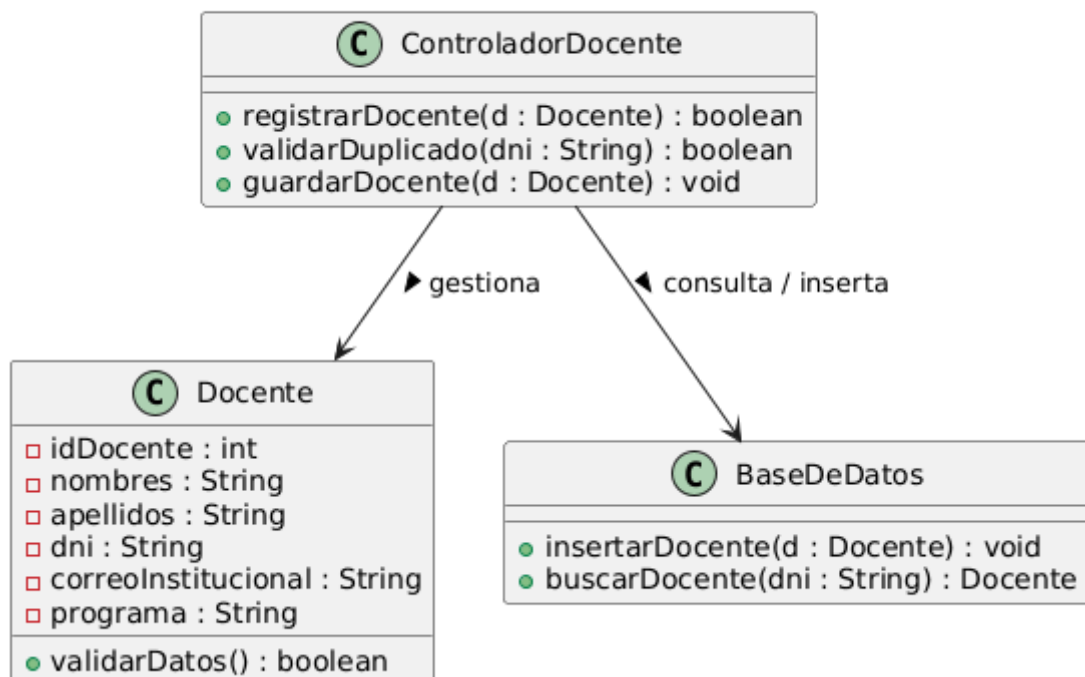 C ControladorDocente
registrarDocente(d : Docente) : boolean
validarDuplicado(dni : String) : boolean
guardarDocente(d : Docente) : void
gestiona
consulta / inserta
C Docente
idDocente : int
nombres : String
apellidos : String
dni : String
correoInstitucional : String
programa : String
validarDatos() : boolean
C BaseDeDatos
insertarDocente(d : Docente) : void
buscarDocente(dni : String) : Docente